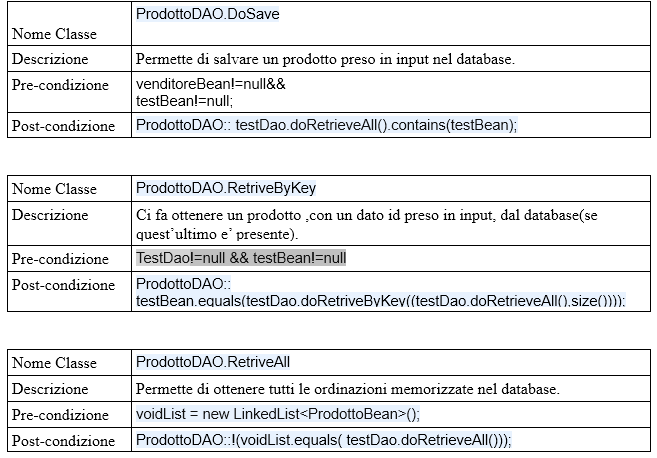 ProdottoDAO.DoSave
Nome Classe
Descrizione Permette di salvare un prodotto preso in input nel database.
Pre-condizione venditoreBean!=null&&
testBean!=null;
Post-condizione ProdottoDAO:: testDao.doRetrieveAll().contains(testBean);
Nome Classe ProdottoDAO.RetriveByKey
Descrizione Ci fa ottenere un prodotto ,con un dato id preso in input, dal database(se
quest'ultimo e' presente).
Pre-condizione TestDao!=null && testBean!=null
Post-condizione ProdottoDAO::
testBean.equals(testDao.doRetriveByKey((testDao.doRetrieveAll().size())));
Nome Classe ProdottoDAO.RetriveAll
Descrizione Permette di ottenere tutti le ordinazioni memorizzate nel database.
Pre-condizione voidList = new LinkedList<ProdottoBean>();
Post-condizione ProdottoDAO::!(voidList.equals( testDao.doRetrieveAll()));